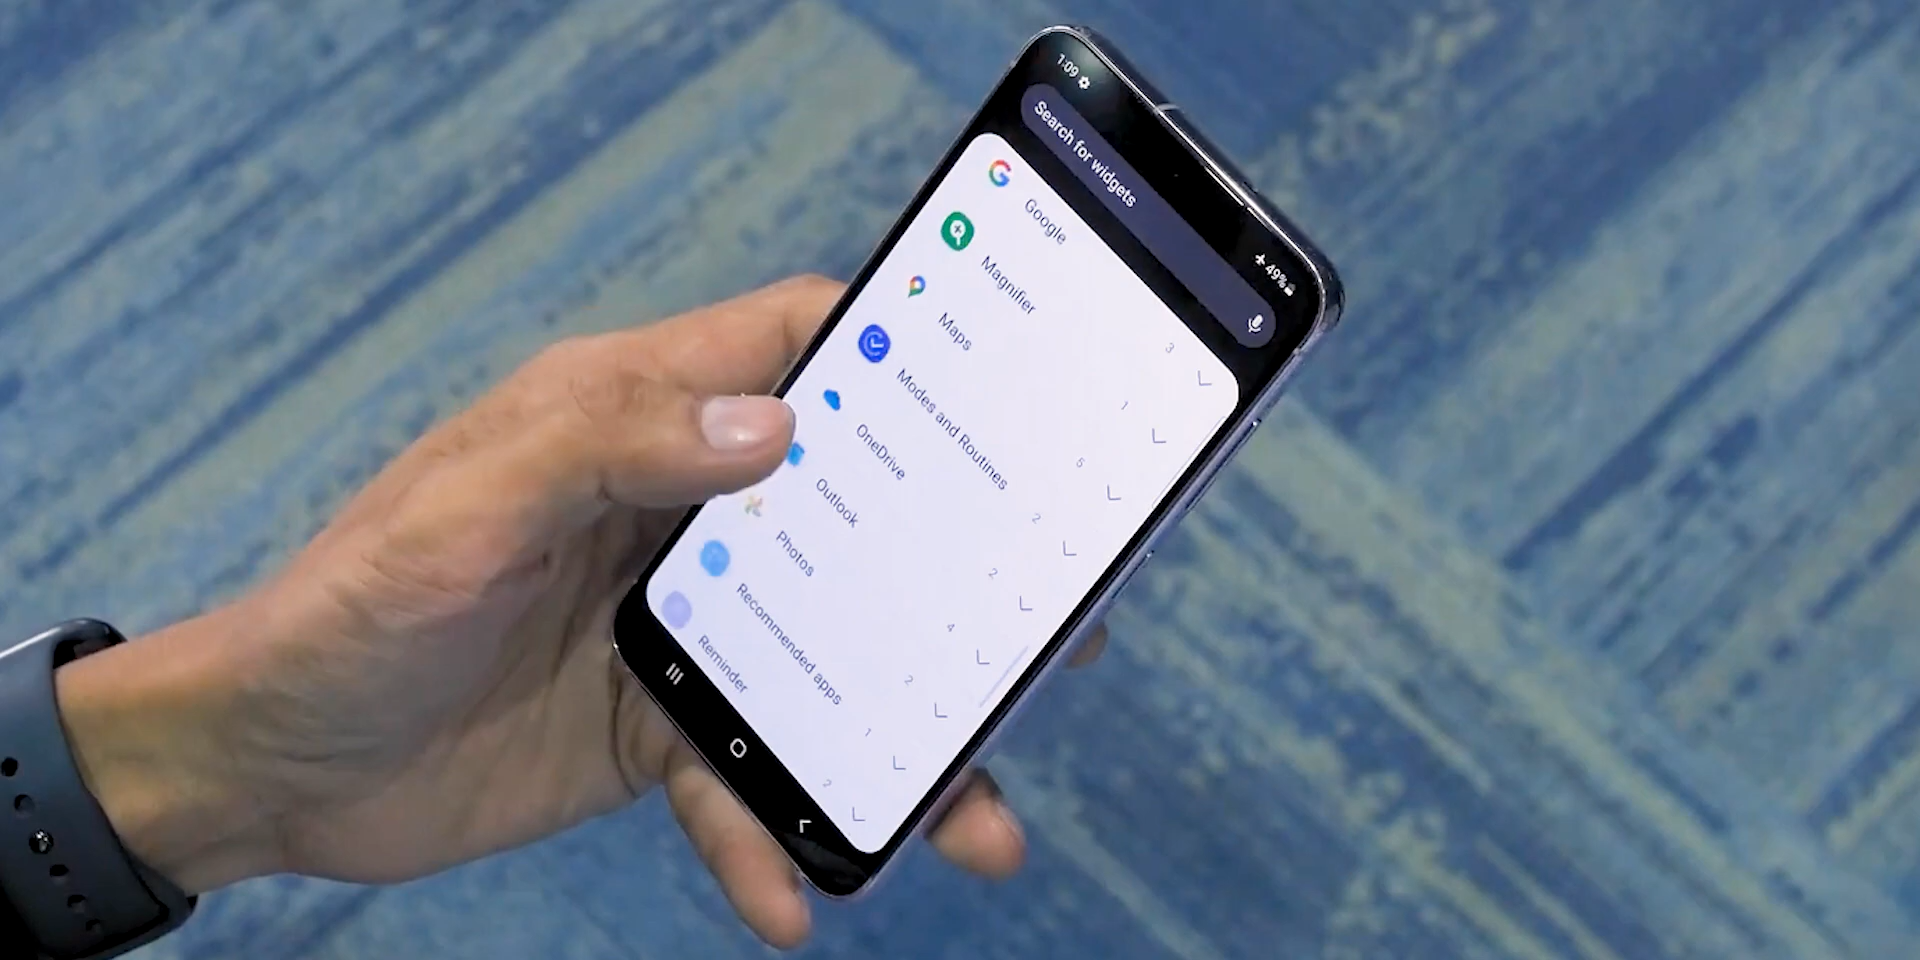 1:09
49%
Search for widgets
Google 3
Magnifier 1
Maps
Modes and Routines 2
OneDrive 2
Outlook 4
Photos 2
Recommended apps 1
Reminder 2